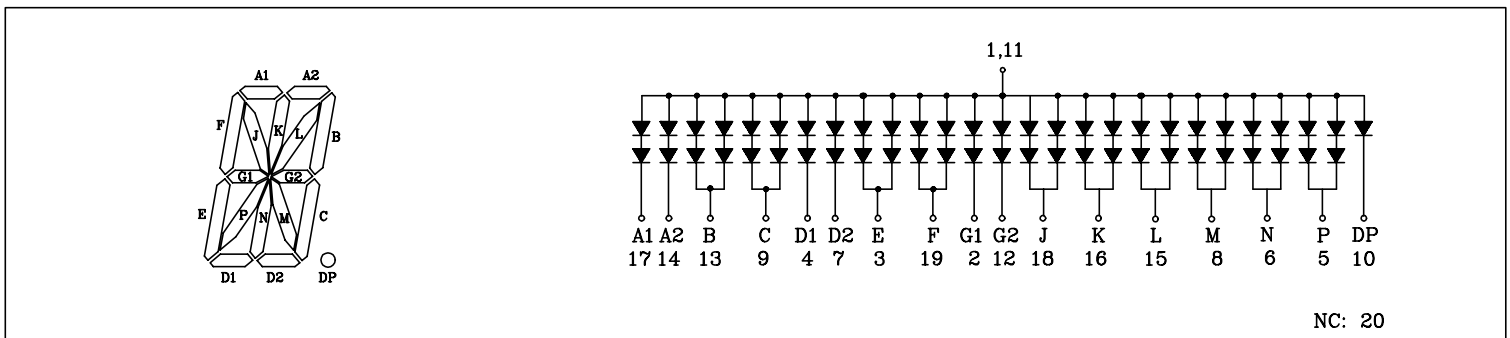 A1 A2
F J K L B
G1 G2
E P N M C
D1 D2 DP
1,11
A1 A2 B C D1 D2 E F G1 G2 J K L M N P DP
17 14 13 9 4 7 3 19 2 12 18 16 15 8 6 5 10
NC: 20